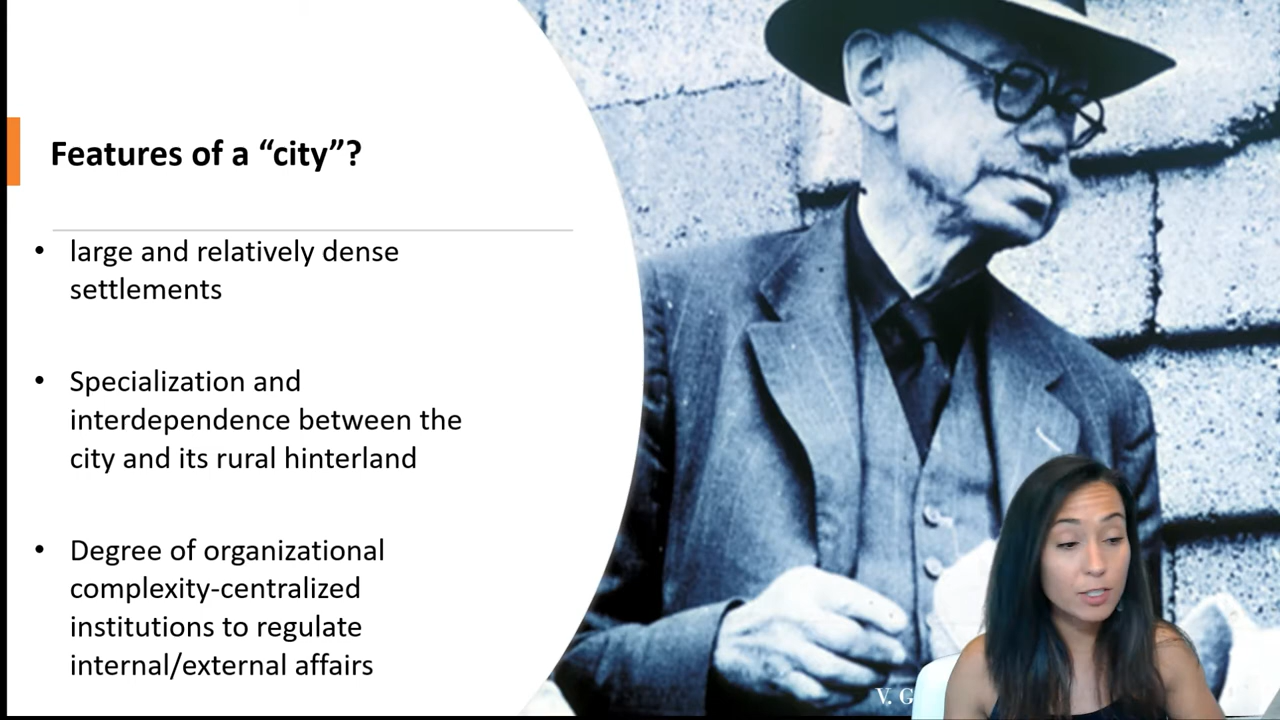 Features of a “city”?
• large and relatively dense
settlements
• Specialization and
interdependence between the
city and its rural hinterland
• Degree of organizational
complexity-centralized
institutions to regulate
internal/external affairs
V. G